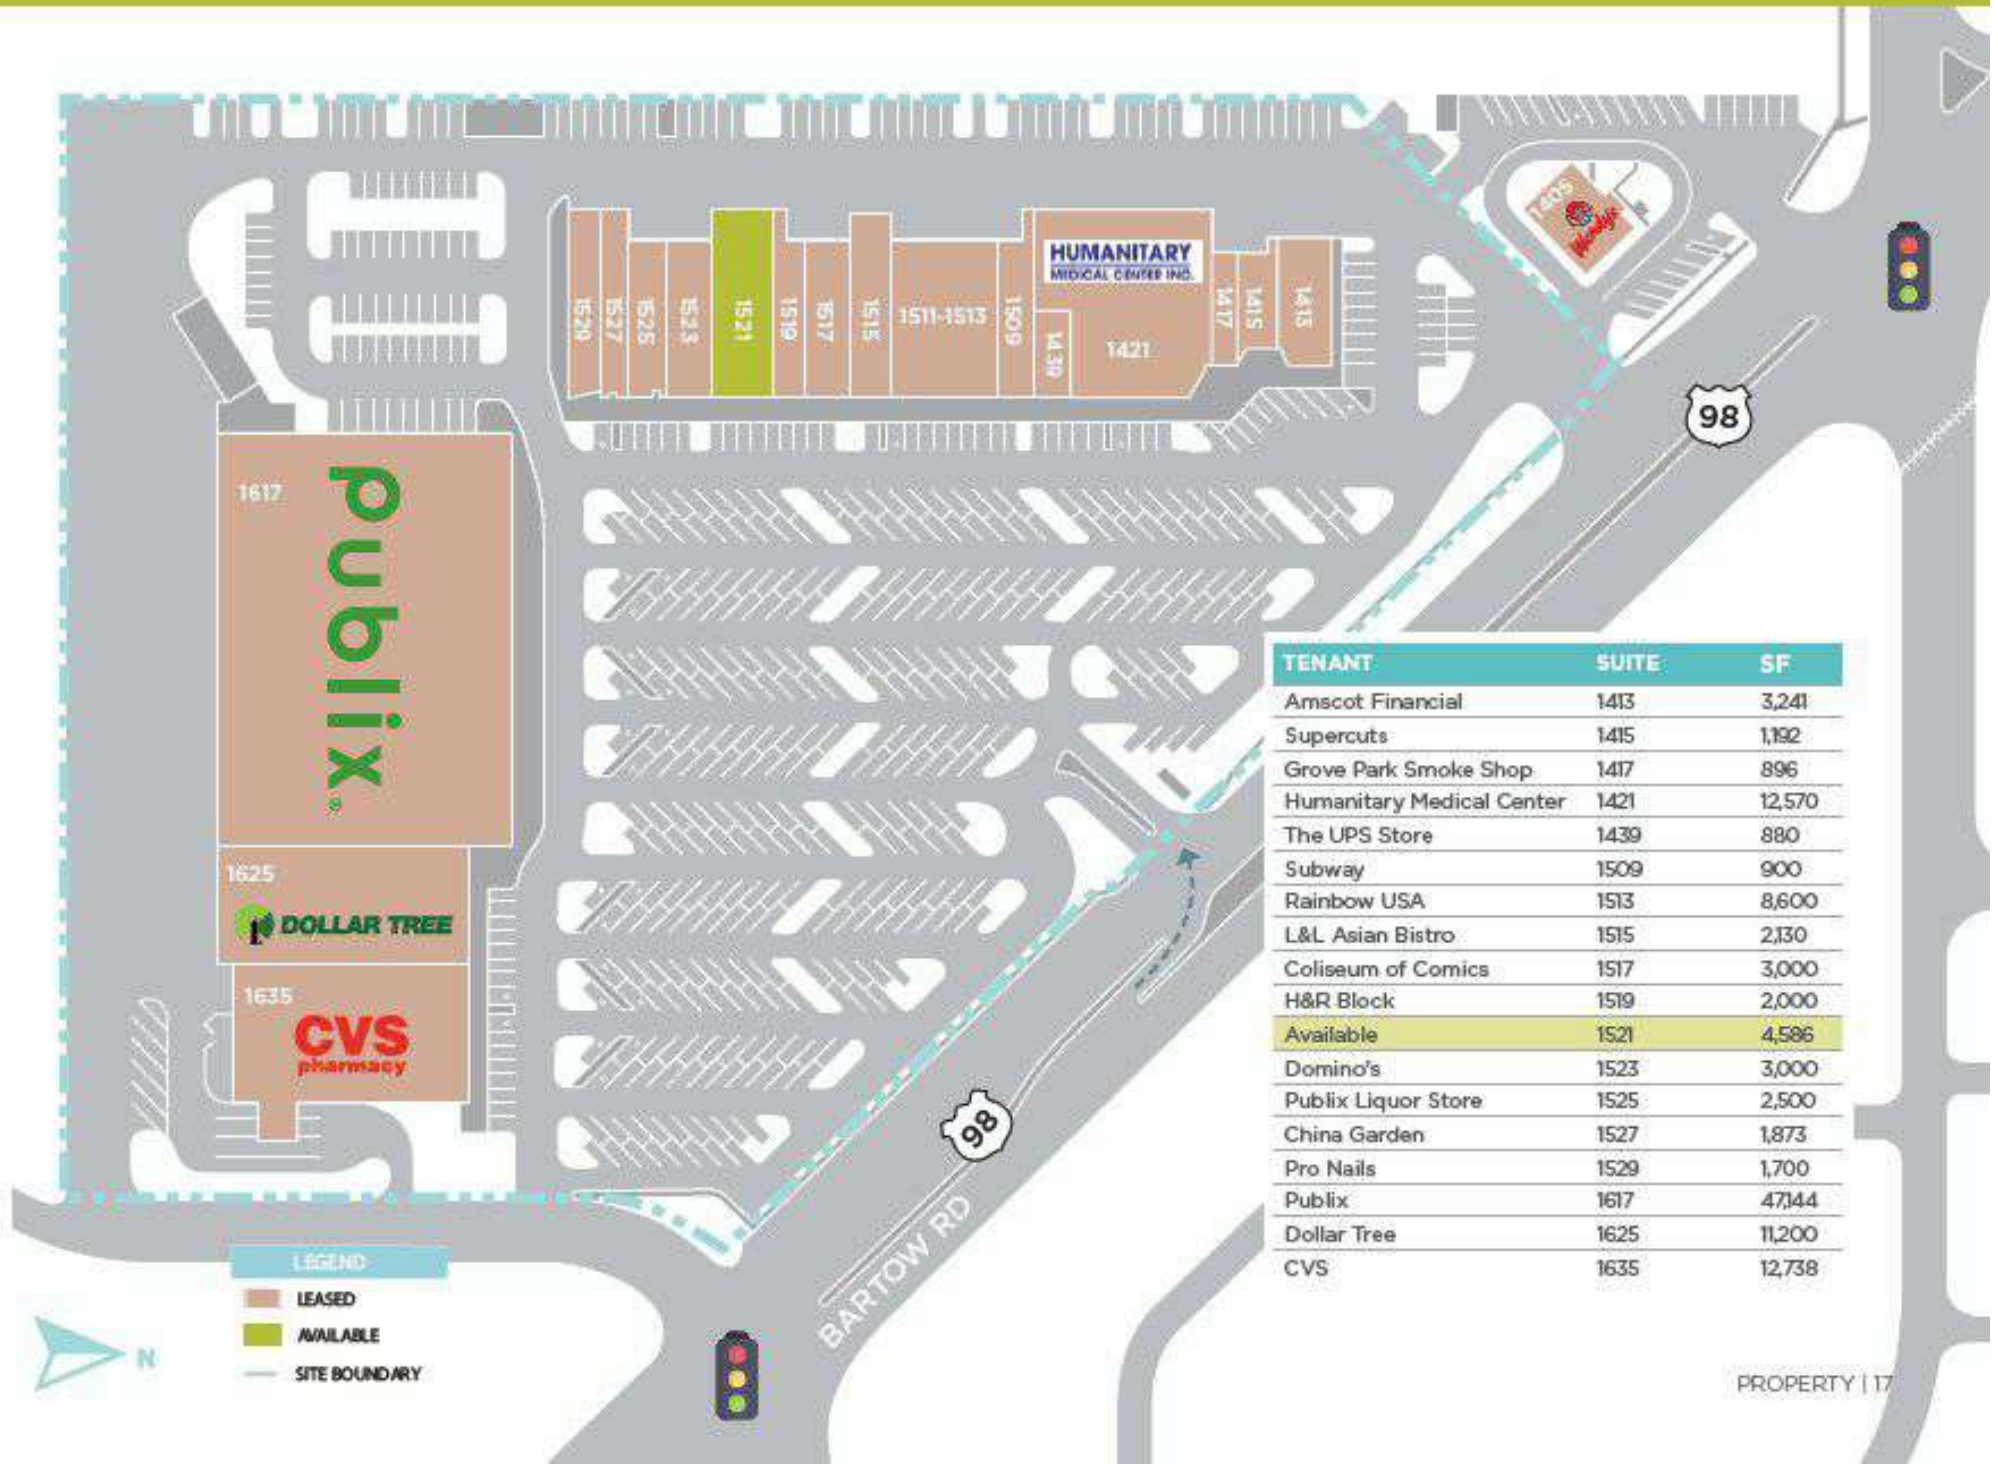 1405
Wendy's
HUMANITARY
MEDICAL CENTER INC.
1529
1527
1525
1523
1521
1519
1517
1515
1511-1513
1509
1439
1421
1417
1415
1413
98
1617
Publix.
1625
DOLLAR TREE
1635
CVS
pharmacy
98
BARTOW RD
TENANT SUITE SF
Amscot Financial 1413 3,241
Supercuts 1415 1,192
Grove Park Smoke Shop 1417 896
Humanitary Medical Center 1421 12,570
The UPS Store 1439 880
Subway 1509 900
Rainbow USA 1513 8,600
L&L Asian Bistro 1515 2,130
Coliseum of Comics 1517 3,000
H&R Block 1519 2,000
Available 1521 4,586
Domino's 1523 3,000
Publix Liquor Store 1525 2,500
China Garden 1527 1,873
Pro Nails 1529 1,700
Publix 1617 47,144
Dollar Tree 1625 11,200
CVS 1635 12,738
LEGEND
LEASED
AVAILABLE
SITE BOUNDARY
N
PROPERTY | 17